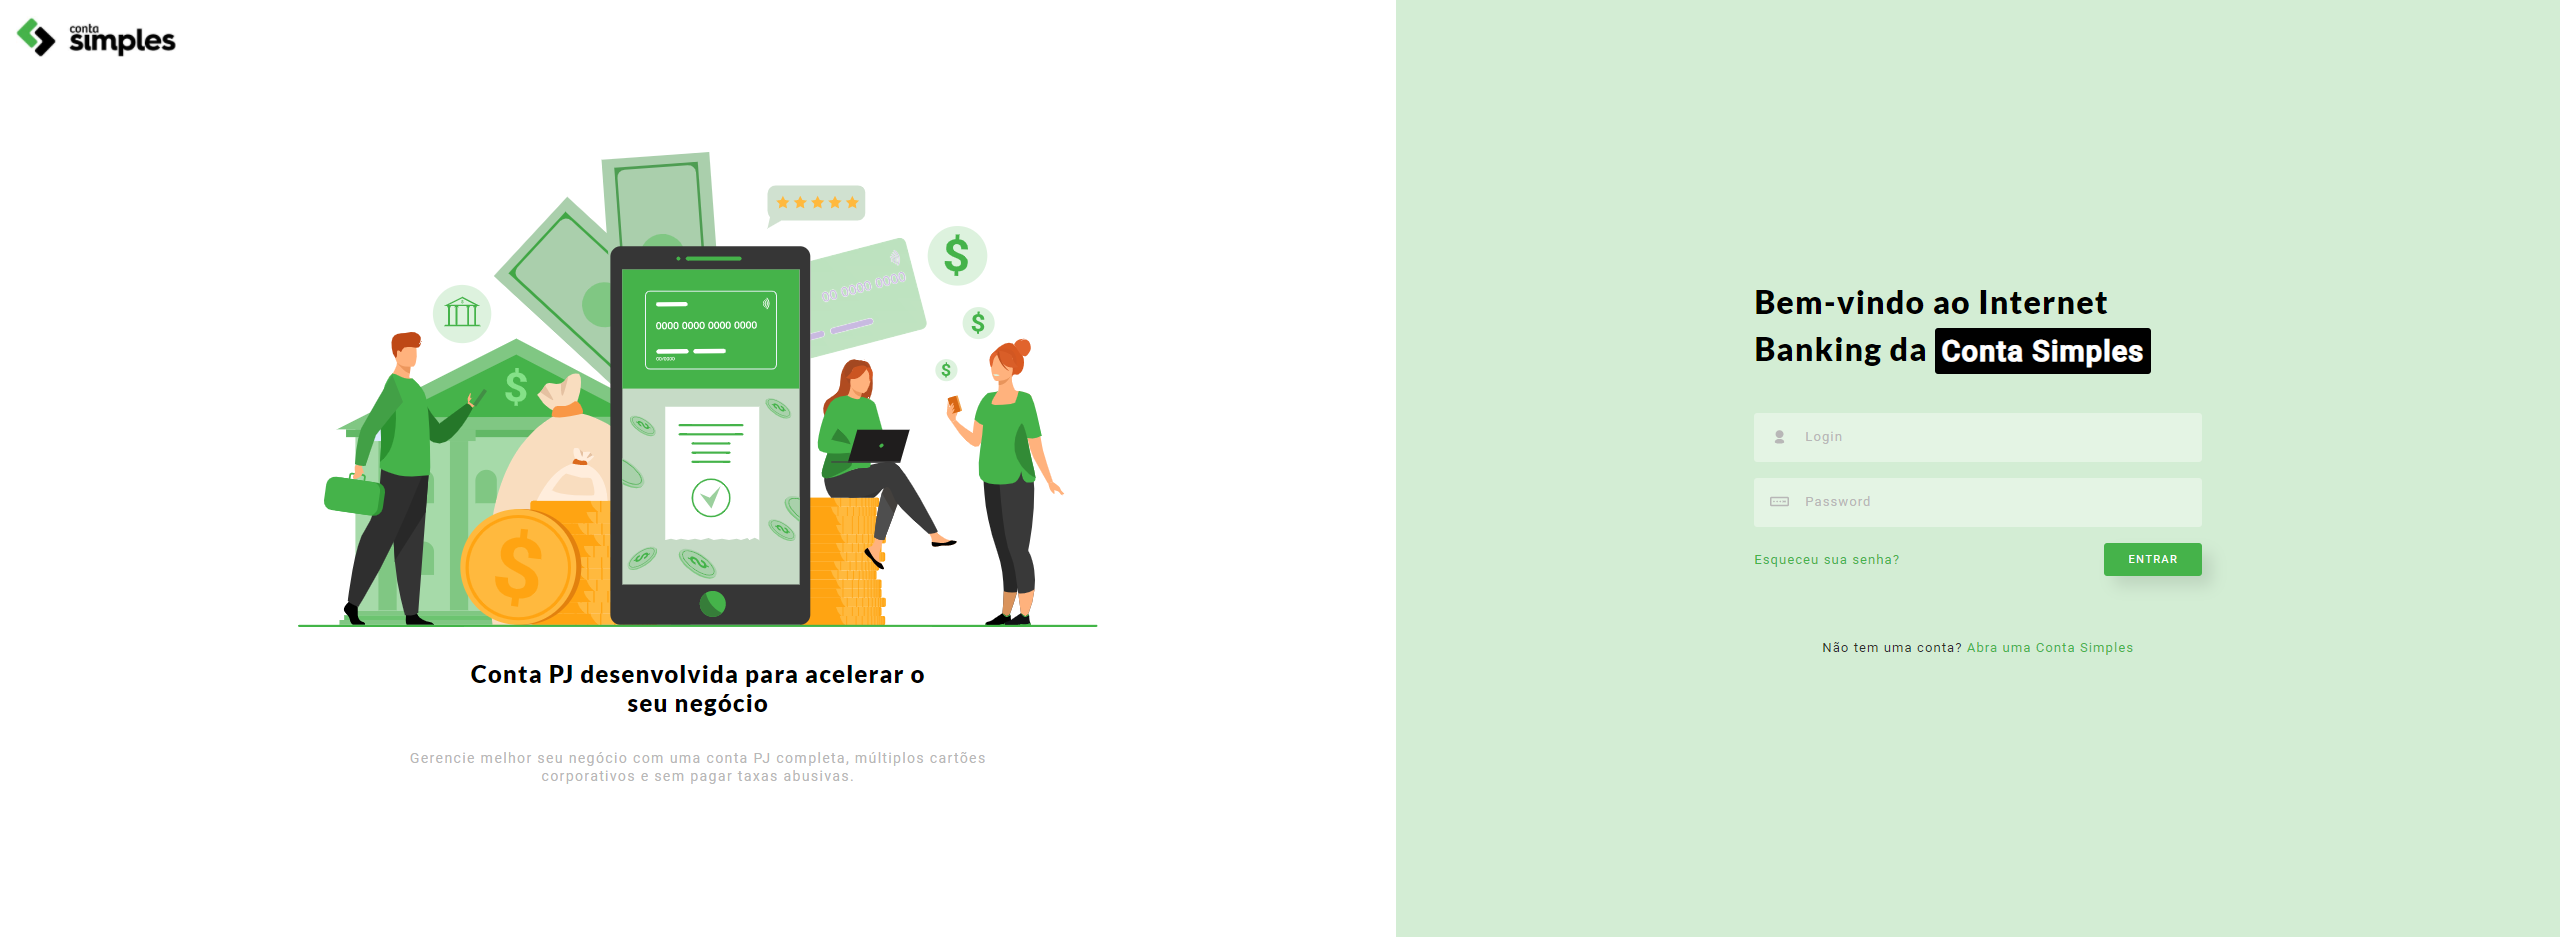 conta
simples
$
$
$
$
$
0000 0000 0000 0000
00/0000
Conta PJ desenvolvida para acelerar o
seu negócio
Gerencie melhor seu negócio com uma conta PJ completa, múltiplos cartões
corporativos e sem pagar taxas abusivas.
Bem-vindo ao Internet
Banking da Conta Simples
Login
Password
Esqueceu sua senha?
ENTRAR
Não tem uma conta? Abra uma Conta Simples